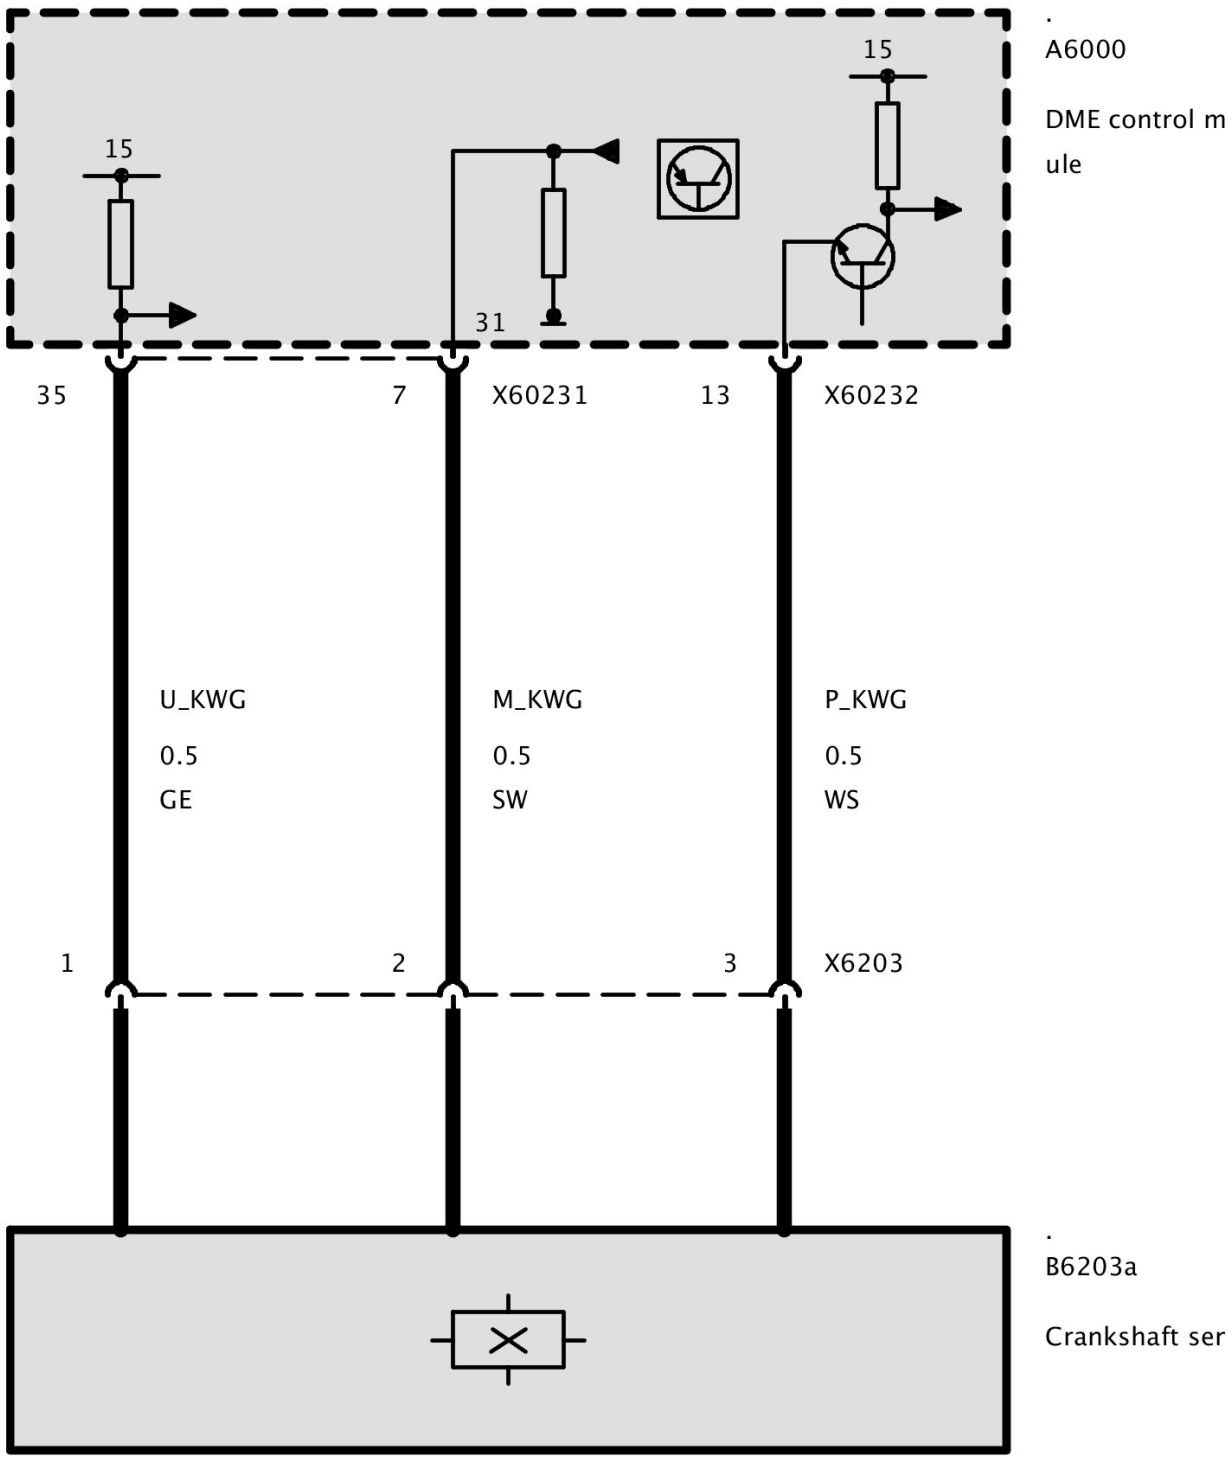 .
A6000
DME control m
ule
15
15
31
35
7
X60231
13
X60232
U_KWG
0.5
GE
M_KWG
0.5
SW
P_KWG
0.5
WS
1
2
3
X6203
.
B6203a
Crankshaft ser